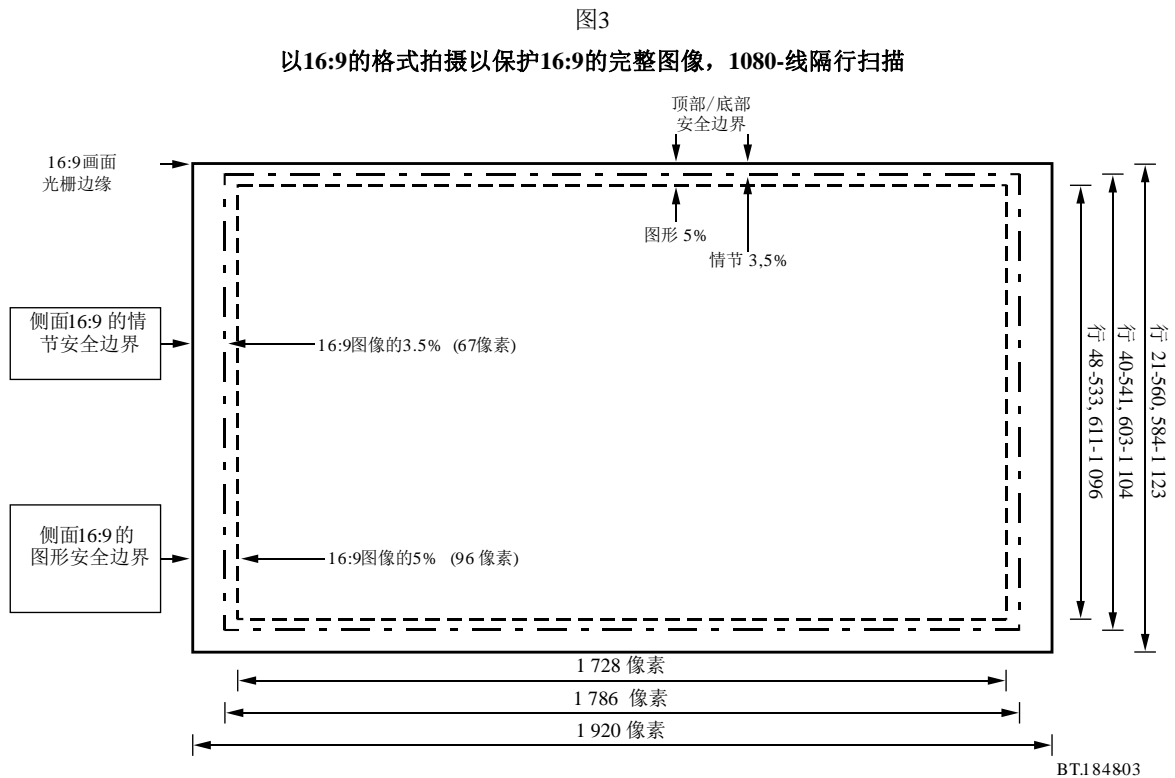 图3
以16:9的格式拍摄以保护16:9的完整图像，1080-线隔行扫描
顶部/底部
安全边界
16:9画面
光栅边缘
图形 5%
情节 3,5%
侧面16:9 的情
节安全边界
16:9图像的3.5% (67像素)
侧面16:9 的
图形安全边界
16:9图像的5% (96 像素)
行 48-533, 611-1 096
行 40-541, 603-1 104
行 21-560, 584-1 123
1 728 像素
1 786 像素
1 920 像素
BT.184803